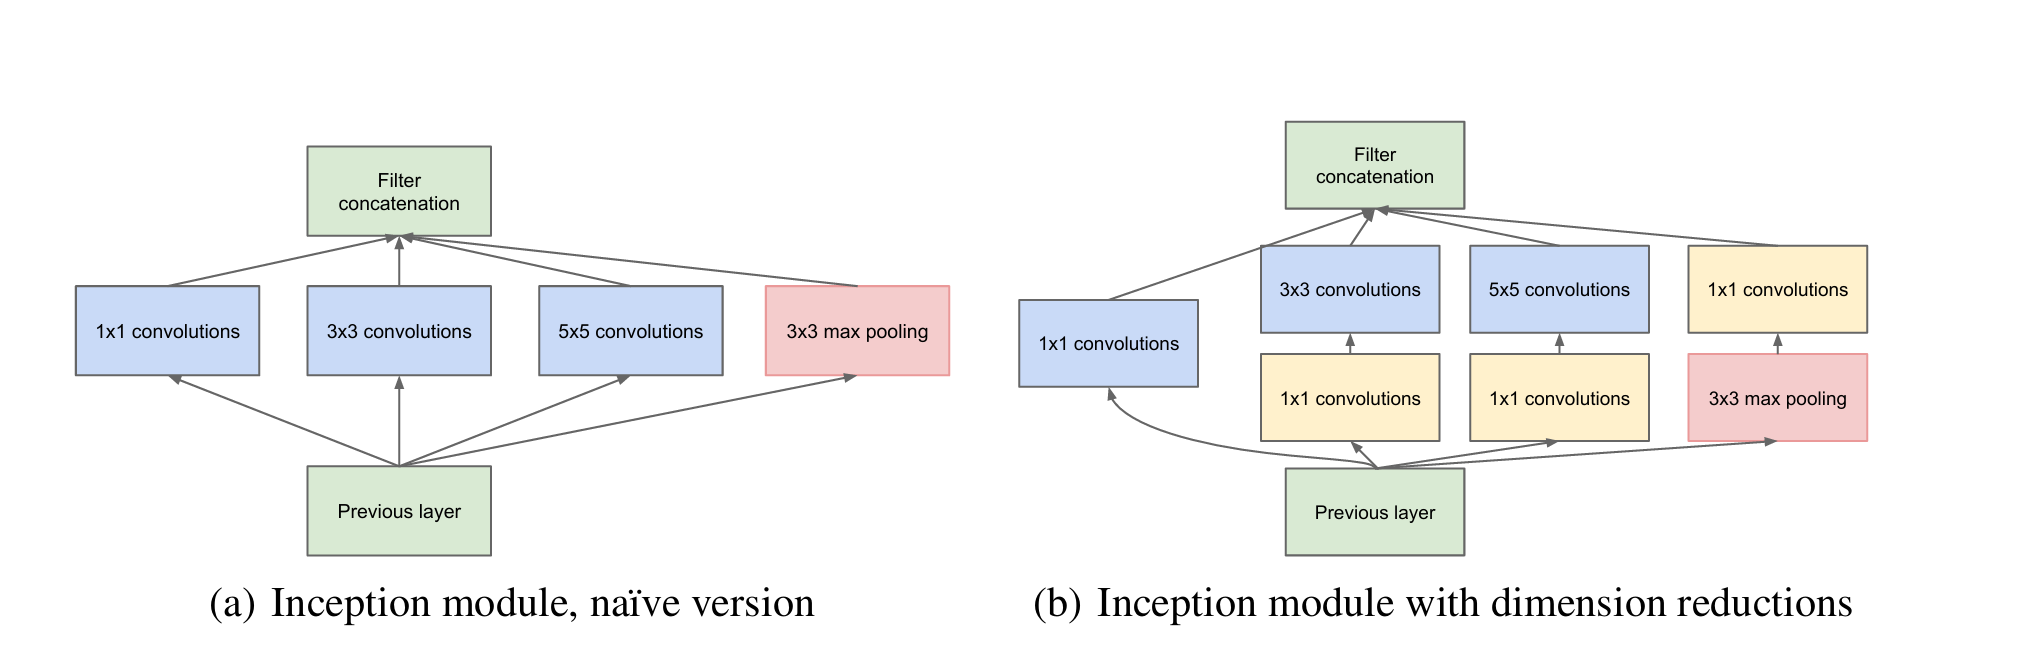 Filter
concatenation
1x1 convolutions
3x3 convolutions
5x5 convolutions
3x3 max pooling
Previous layer
(a) Inception module, naïve version
Filter
concatenation
3x3 convolutions
5x5 convolutions
1x1 convolutions
1x1 convolutions
1x1 convolutions
1x1 convolutions
3x3 max pooling
Previous layer
(b) Inception module with dimension reductions